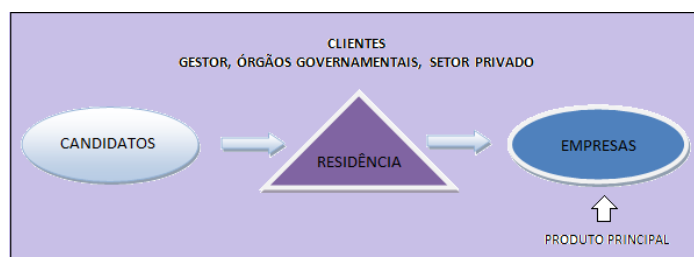 CLIENTES
GESTOR, ÓRGÃOS GOVERNAMENTAIS, SETOR PRIVADO
CANDIDATOS
RESIDÊNCIA
EMPRESAS
PRODUTO PRINCIPAL